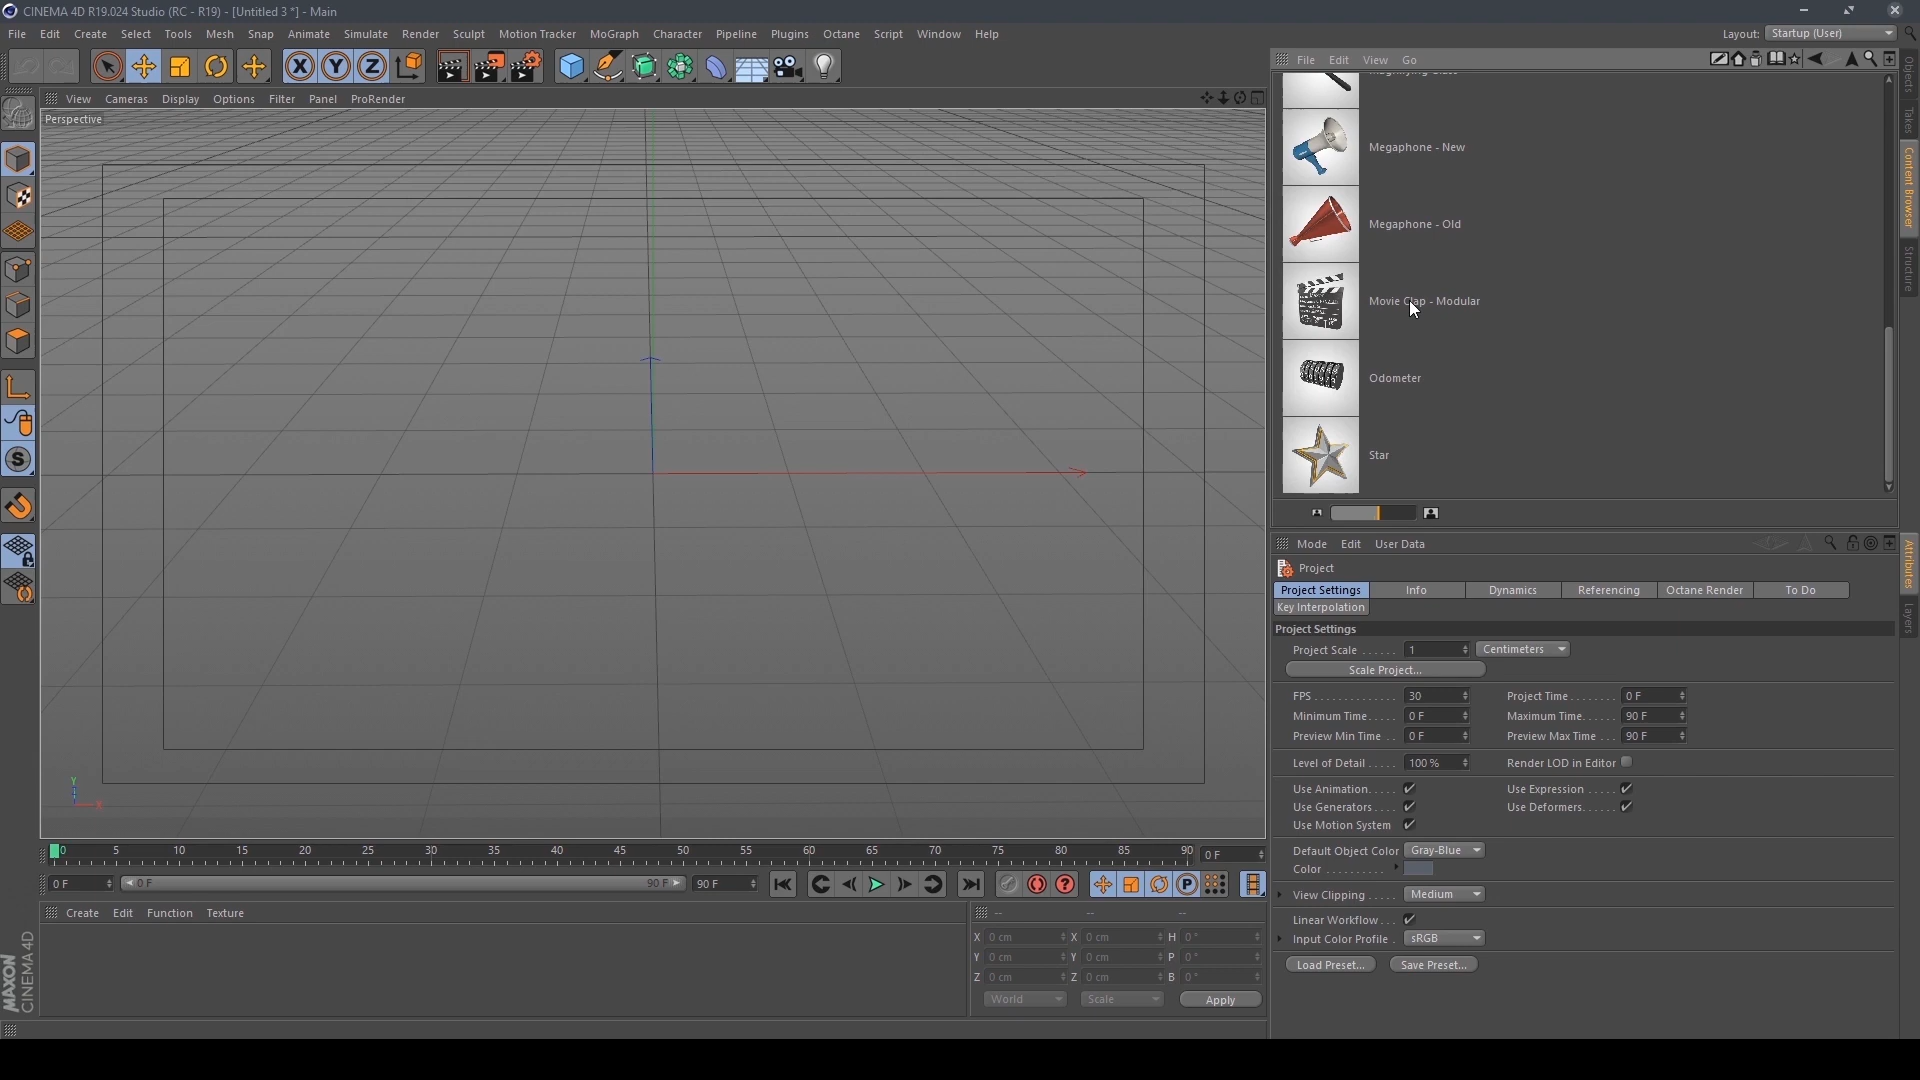 CINEMA 4D R19.024 Studio (RC - R19) - [Untitled 3 *] - Main
File Edit Create Select Tools Mesh Snap Animate Simulate Render Sculpt Motion Tracker MoGraph Character Pipeline Plugins Octane Script Window Help
Layout: Startup (User)
X Y Z
File Edit View Go
View Cameras Display Options Filter Panel ProRender
Perspective
Megaphone - New
Megaphone - Old
Movie Clap - Modular
Odometer
Star
Objects
Takes
Content Browser
Structure
Mode Edit User Data
Project
Project Settings Info Dynamics Referencing Octane Render To Do
Key Interpolation
Project Settings
Project Scale . . . . . . 1 Centimeters
Scale Project...
FPS . . . . . . . . . . . . . 30 Project Time . . . . . . . 0 F
Minimum Time. . . . . 0 F Maximum Time. . . . . . 90 F
Preview Min Time . . 0 F Preview Max Time . . . 90 F
Level of Detail . . . . . 100 % Render LOD in Editor
Use Animation. . . . . Use Expression . . . . .
Use Generators . . . . Use Deformers. . . . . .
Use Motion System
Default Object Color Gray-Blue
Color . . . . . . . . . .
View Clipping . . . . . Medium
Linear Workflow . . .
Input Color Profile . sRGB
Load Preset... Save Preset...
Attributes
Layers
Y
X
0 5 10 15 20 25 30 35 40 45 50 55 60 65 70 75 80 85 90 0 F
0 F 0 F 90 F 90 F
P
Create Edit Function Texture
-- -- --
X 0 cm X 0 cm H 0 °
Y 0 cm Y 0 cm P 0 °
Z 0 cm Z 0 cm B 0 °
World Scale Apply
MAXON
CINEMA 4D